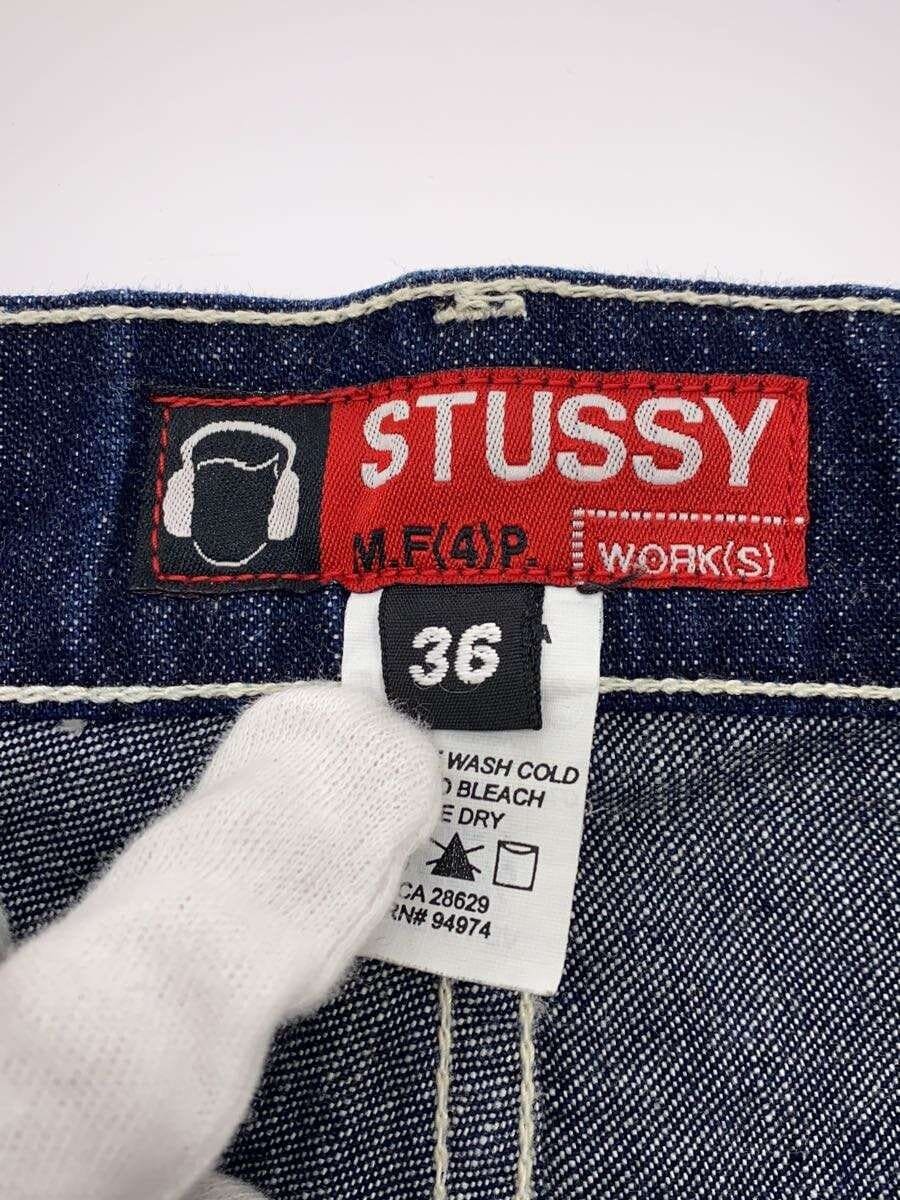 STUSSY
M.F(4)P.
WORK(S)
36
WASH COLD
BLEACH
DRY
CA 28629
RN# 94974